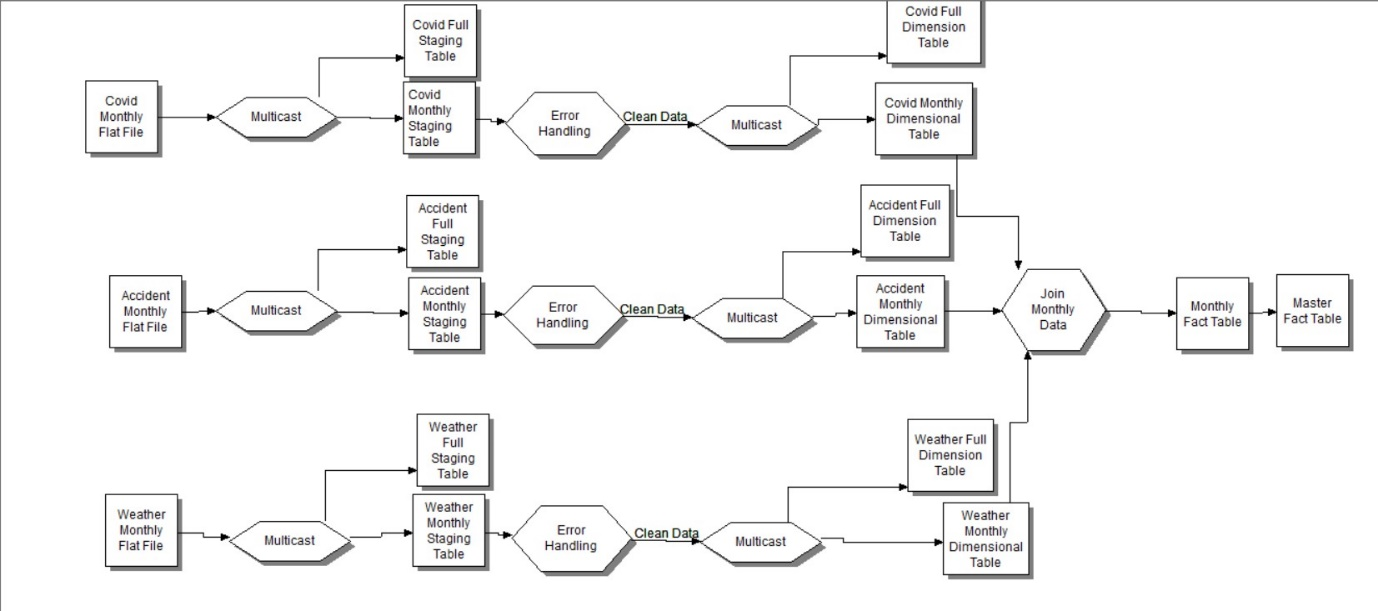 Covid Full
Staging
Table
Covid Full
Dimension
Table
Covid
Monthly
Flat File
Multicast
Covid
Monthly
Staging
Table
Error
Handling
Clean Data
Multicast
Covid Monthly
Dimensional
Table
Accident
Full
Staging
Table
Accident Full
Dimension
Table
Accident
Monthly
Flat File
Multicast
Accident
Monthly
Staging
Table
Error
Handling
Clean Data
Multicast
Accident
Monthly
Dimensional
Table
Join
Monthly
Data
Monthly
Fact Table
Master
Fact Table
Weather
Full
Staging
Table
Weather Full
Dimension
Table
Weather
Monthly
Flat File
Multicast
Weather
Monthly
Staging
Table
Error
Handling
Clean Data
Multicast
Weather
Monthly
Dimensional
Table